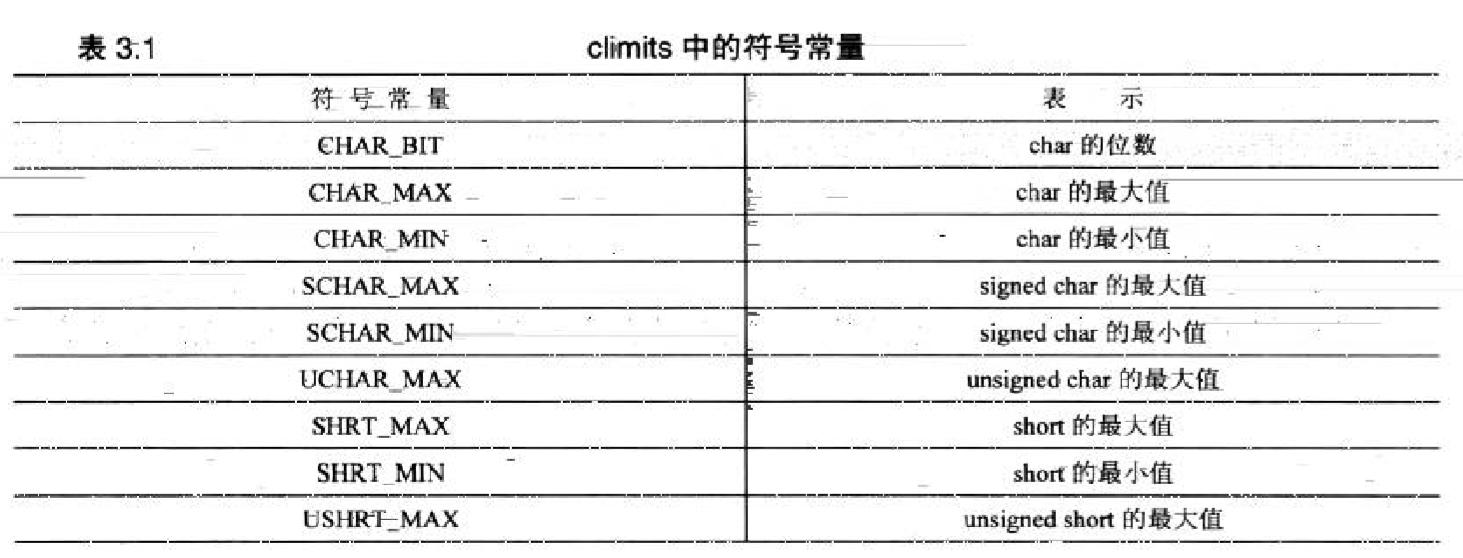 表 3.1 climits 中的符号常量
符 号 常 量 表 示
CHAR_BIT char 的位数
CHAR_MAX char 的最大值
CHAR_MIN char 的最小值
SCHAR_MAX signed char 的最大值
SCHAR_MIN signed char 的最小值
UCHAR_MAX unsigned char 的最大值
SHRT_MAX short 的最大值
SHRT_MIN short 的最小值
USHRT_MAX unsigned short 的最大值